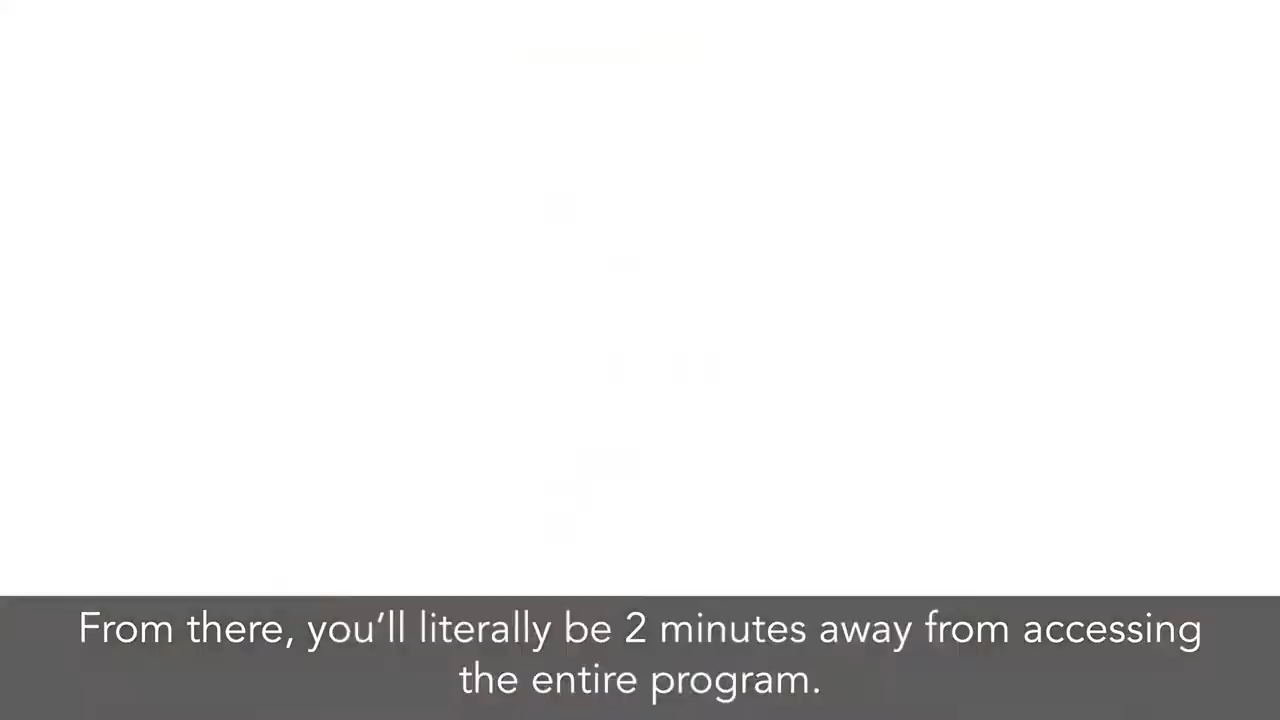 From there, you’ll literally be 2 minutes away from accessing
the entire program.